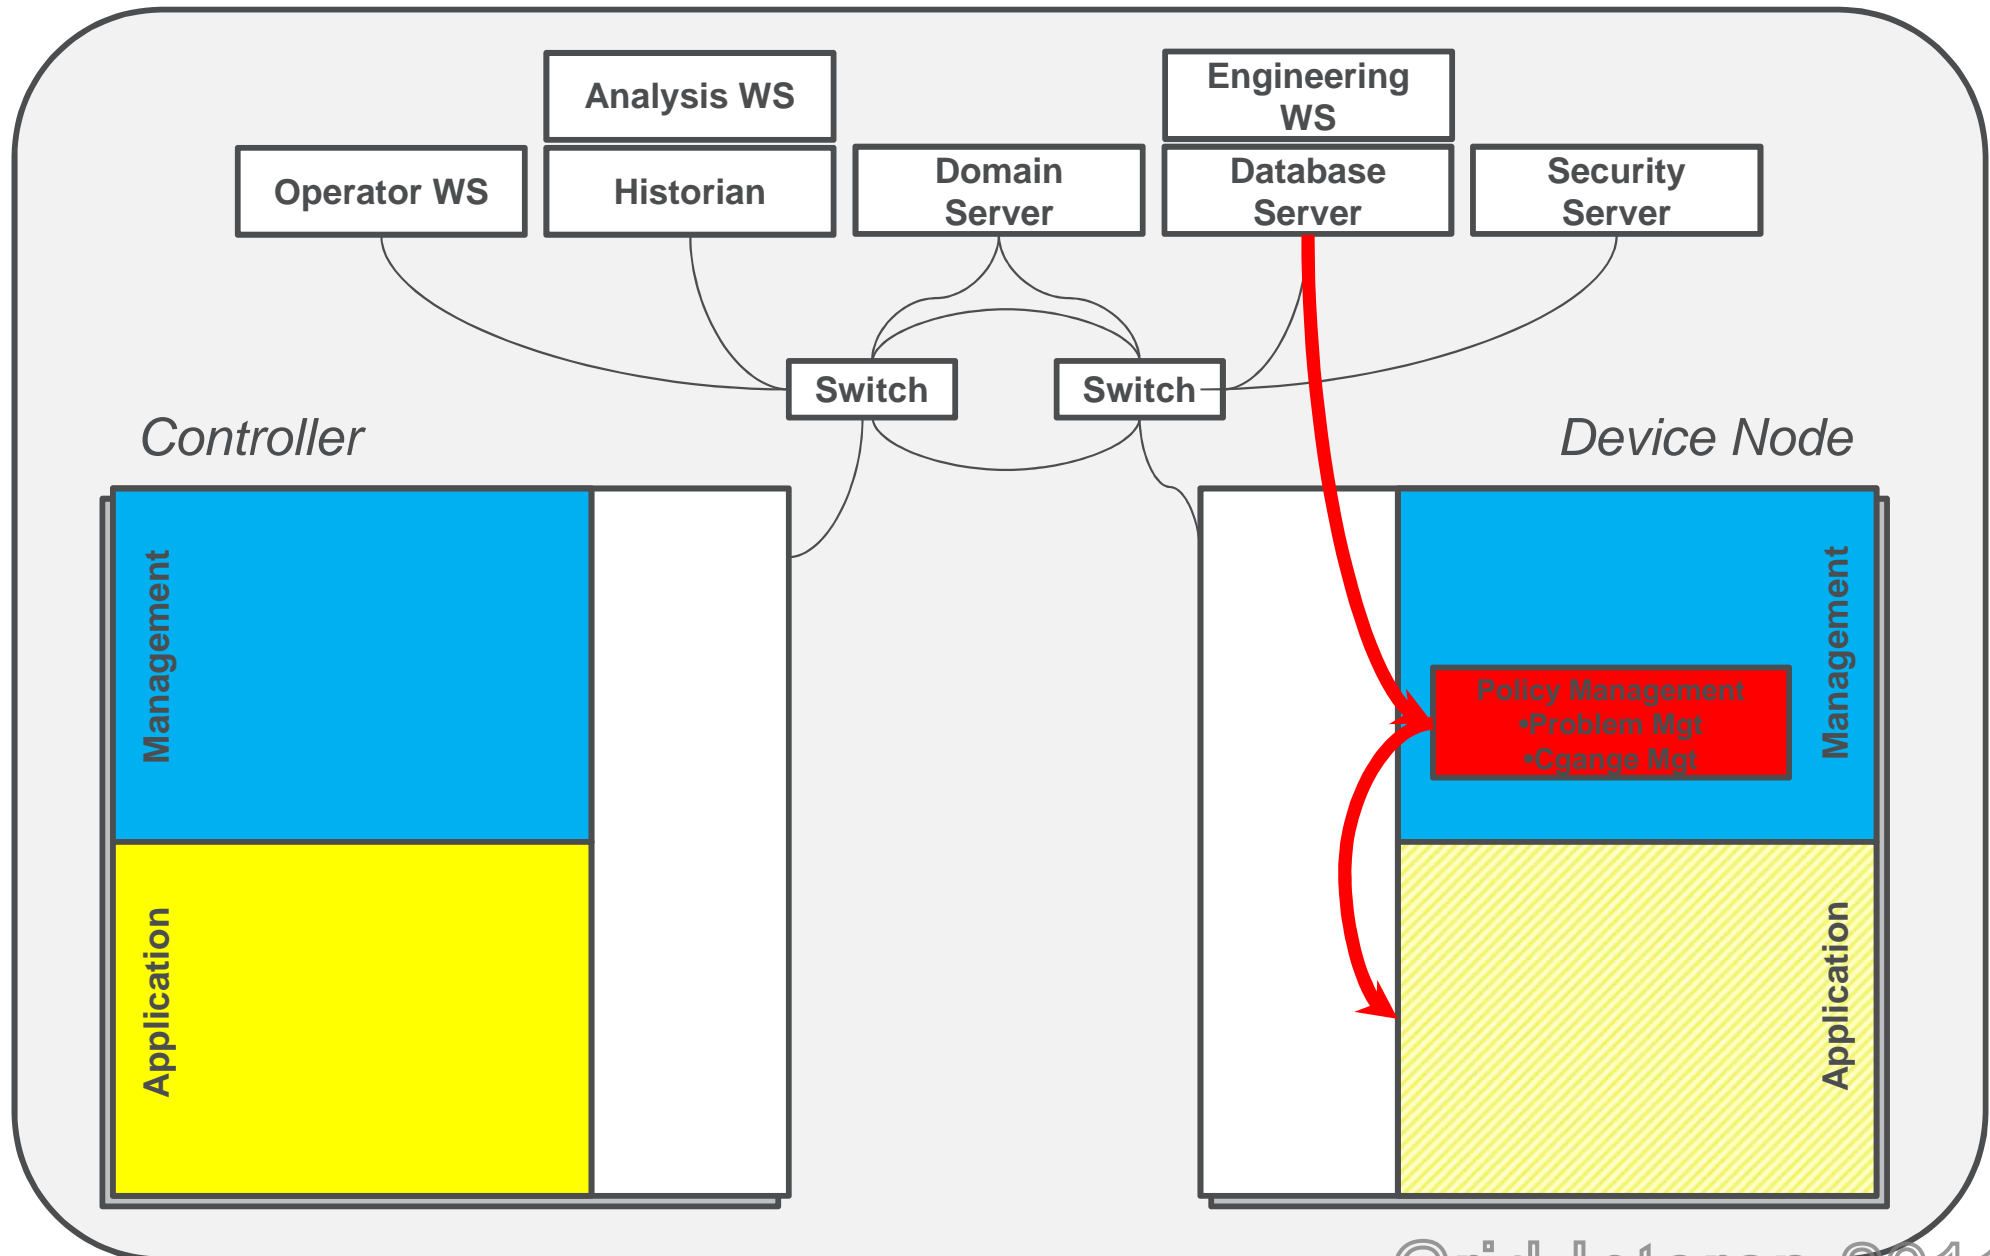 Analysis WS
Engineering
WS
Operator WS
Historian
Domain
Server
Database
Server
Security
Server
Switch
Switch
Controller
Device Node
Management
Management
Policy Management
•Problem Mgt
•Cgange Mgt
Application
Application